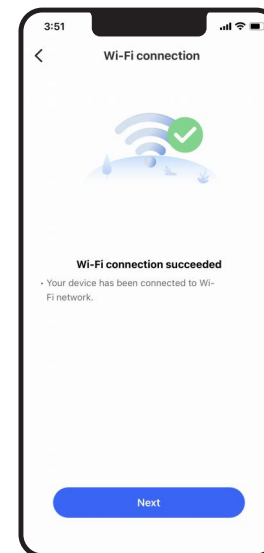 3:51
Wi-Fi connection
Wi-Fi connection succeeded
• Your device has been connected to Wi-
Fi network.
Next